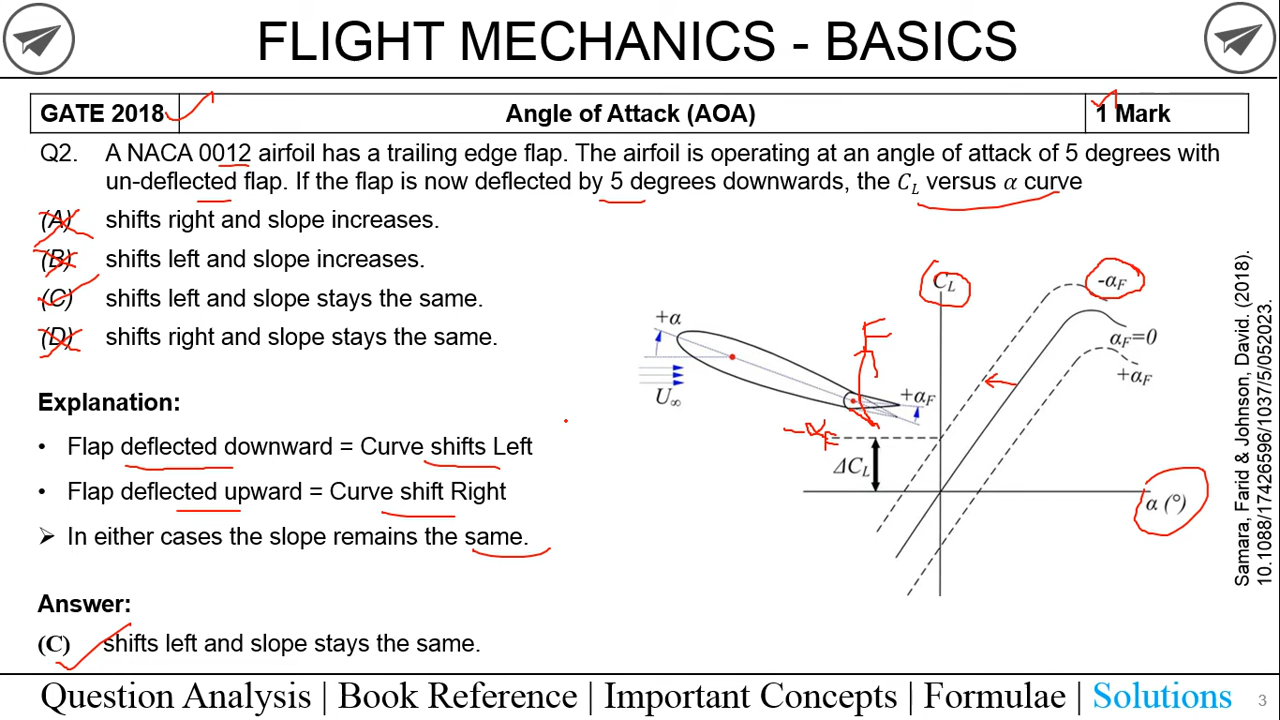 FLIGHT MECHANICS - BASICS
GATE 2018 Angle of Attack (AOA) 1 Mark
Q2. A NACA 0012 airfoil has a trailing edge flap. The airfoil is operating at an angle of attack of 5 degrees with
un-deflected flap. If the flap is now deflected by 5 degrees downwards, the C_L versus α curve
(A) shifts right and slope increases.
(B) shifts left and slope increases.
(C) shifts left and slope stays the same.
(D) shifts right and slope stays the same.
Explanation:
• Flap deflected downward = Curve shifts Left
• Flap deflected upward = Curve shift Right
➢ In either cases the slope remains the same.
Answer:
(C) shifts left and slope stays the same.
+α
U∞
+α_F
F
-α_F
ΔC_L
C_L
-α_F
α_F=0
+α_F
α (°)
Samara, Farid & Johnson, David. (2018).
10.1088/17426596/1037/5/052023.
Question Analysis | Book Reference | Important Concepts | Formulae | Solutions
3